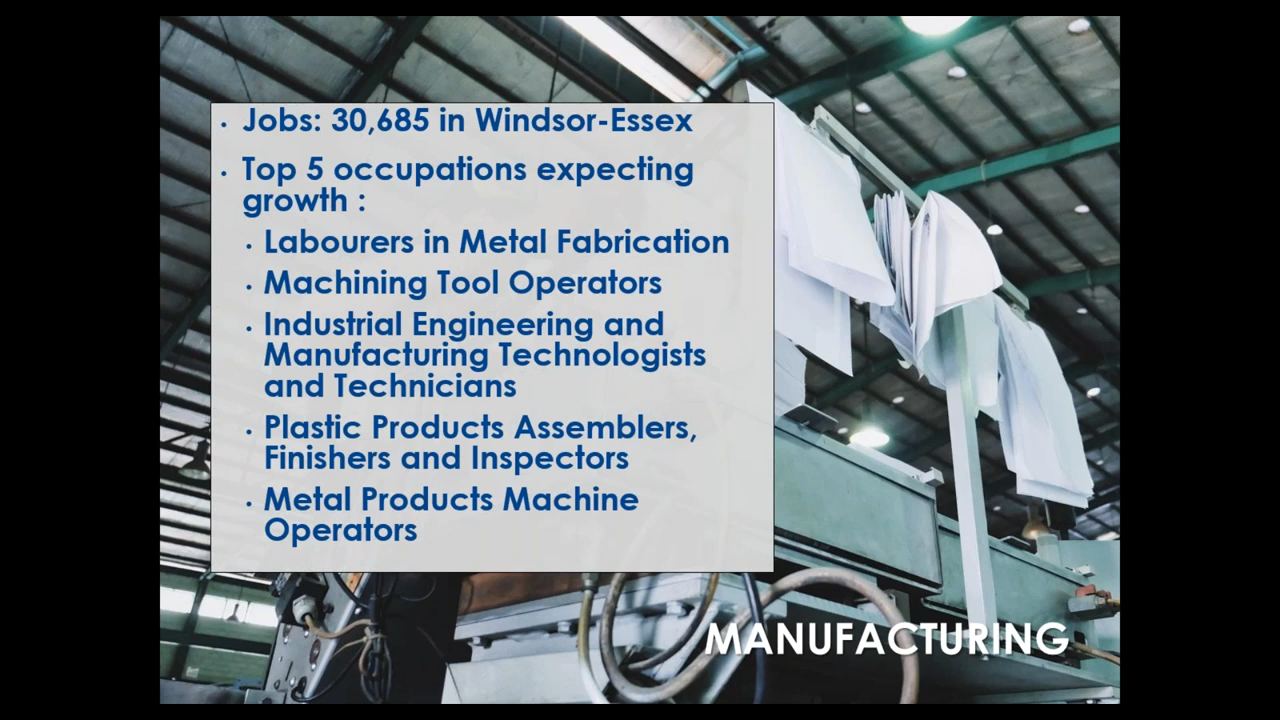 · Jobs: 30,685 in Windsor-Essex
· Top 5 occupations expecting
growth :
· Labourers in Metal Fabrication
· Machining Tool Operators
· Industrial Engineering and
Manufacturing Technologists
and Technicians
· Plastic Products Assemblers,
Finishers and Inspectors
· Metal Products Machine
Operators
MANUFACTURING